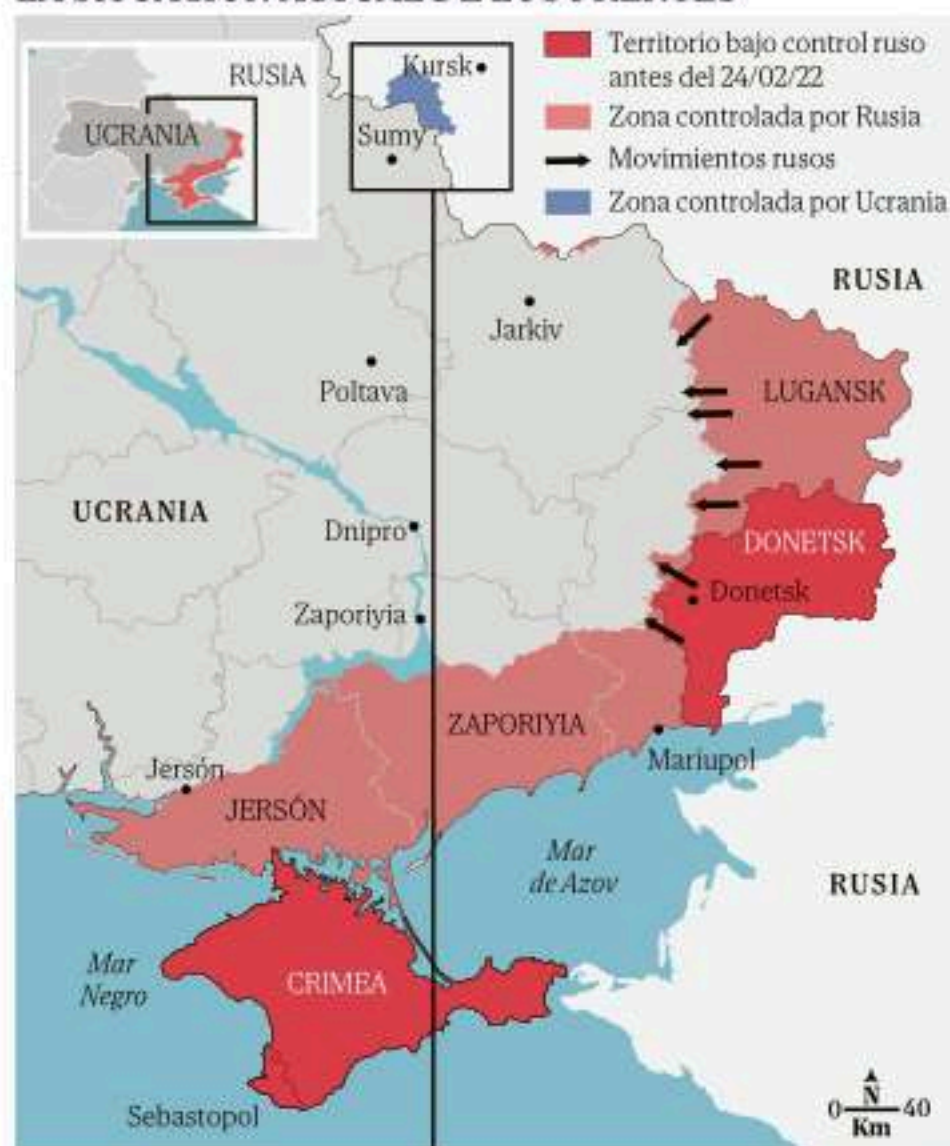 Territorio bajo control ruso
antes del 24/02/22
Zona controlada por Rusia
Movimientos rusos
Zona controlada por Ucrania
RUSIA
UCRANIA
Kursk
Sumy
RUSIA
Jarkiv
Poltava
LUGANSK
UCRANIA
Dnipro
DONETSK
Donetsk
Zaporiyia
ZAPORIYIA
Mariupol
Jersón
JERSÓN
Mar
de Azov
RUSIA
Mar
Negro
CRIMEA
Sebastopol
N
0 40
Km